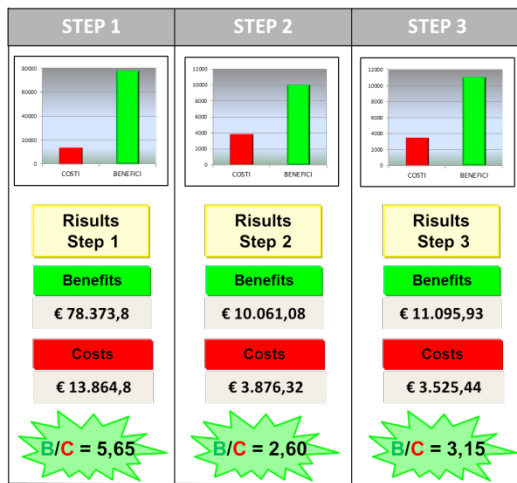 STEP 1
80000
60000
40000
20000
0
COSTI BENEFICI
Risults
Step 1
Benefits
€ 78.373,8
Costs
€ 13.864,8
B/C = 5,65
STEP 2
12000
10000
8000
6000
4000
2000
0
COSTI BENEFICI
Risults
Step 2
Benefits
€ 10.061,08
Costs
€ 3.876,32
B/C = 2,60
STEP 3
12000
10000
8000
6000
4000
2000
0
COSTI BENEFICI
Risults
Step 3
Benefits
€ 11.095,93
Costs
€ 3.525,44
B/C = 3,15